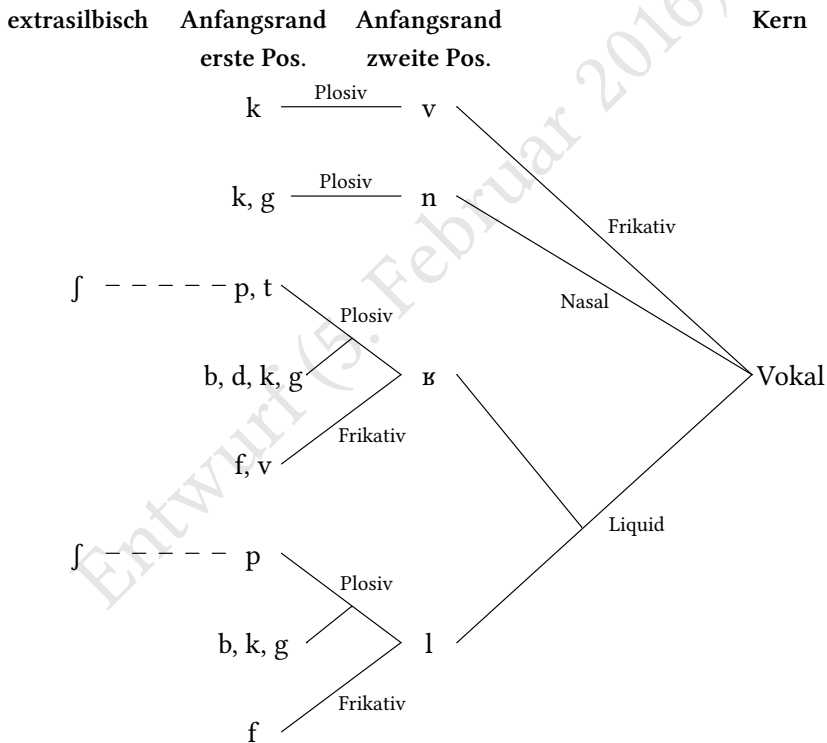 extrasilbisch Anfangsrand Anfangsrand Kern
erste Pos. zweite Pos.
k Plosiv v
k, g Plosiv n
Frikativ
ʃ p, t
Nasal
Plosiv
b, d, k, g ʁ Vokal
Frikativ
f, v
Liquid
ʃ p
Plosiv
b, k, g l
Frikativ
f
Entwurf (5. Februar 2016)